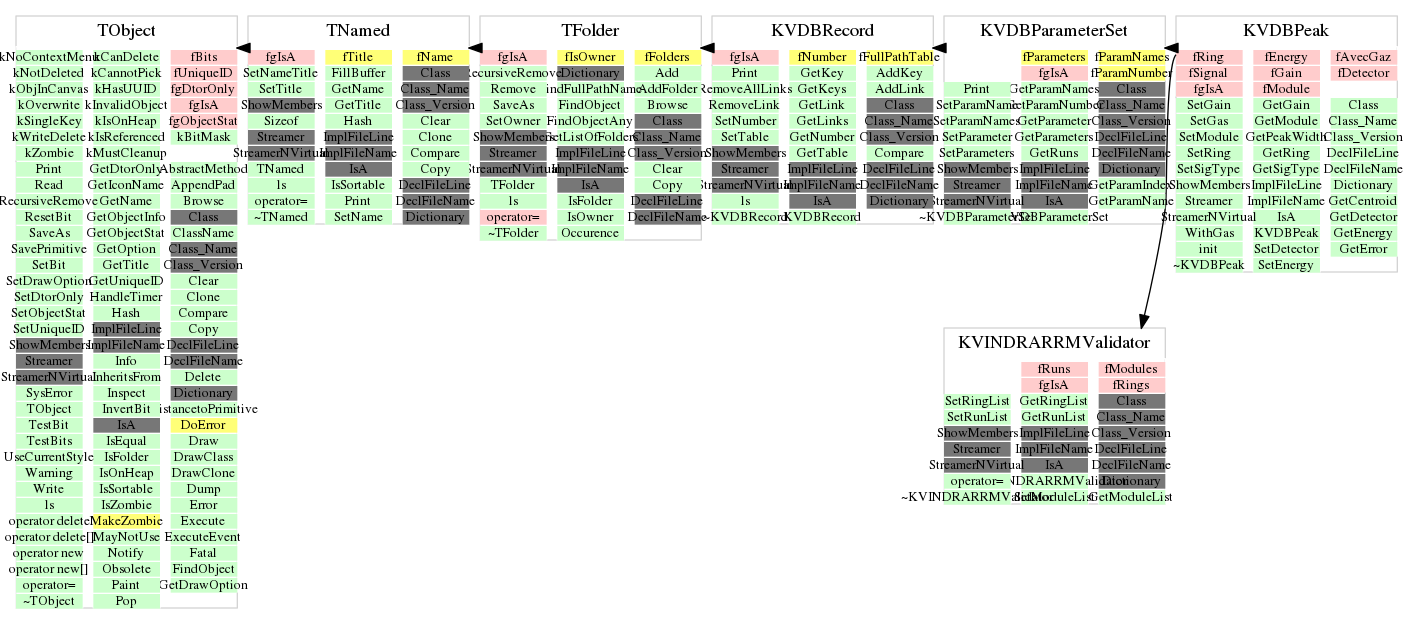 TObject
kNoContextMenu kCanDelete fBits
kNotDeleted kCannotPick fUniqueID
kObjInCanvas kHasUUID fgDtorOnly
kOverwrite kInvalidObject fgIsA
kSingleKey kIsOnHeap fgObjectStat
kWriteDelete kIsReferenced kBitMask
kZombie kMustCleanup
Print GetDtorOnly AbstractMethod
Read GetIconName AppendPad
RecursiveRemove GetName Browse
ResetBit GetObjectInfo Class
SaveAs GetObjectStat ClassName
SavePrimitive GetOption Class_Name
SetBit GetTitle Class_Version
SetDrawOption GetUniqueID Clear
SetDtorOnly HandleTimer Clone
SetObjectStat Hash Compare
SetUniqueID ImplFileLine Copy
ShowMembers ImplFileName DeclFileLine
Streamer Info DeclFileName
StreamerNVirtual InheritsFrom Delete
SysError Inspect Dictionary
TObject InvertBit istancetoPrimitive
TestBit IsA DoError
TestBits IsEqual Draw
UseCurrentStyle IsFolder DrawClass
Warning IsOnHeap DrawClone
Write IsSortable Dump
ls IsZombie Error
operator delete MakeZombie Execute
operator delete[] MayNotUse ExecuteEvent
operator new Notify Fatal
operator new[] Obsolete FindObject
operator= Paint GetDrawOption
~TObject Pop
TNamed
fgIsA fTitle fName
SetNameTitle FillBuffer Class
SetTitle GetName Class_Name
ShowMembers GetTitle Class_Version
Sizeof Hash Clear
Streamer ImplFileLine Clone
StreamerNVirtual ImplFileName Compare
TNamed IsA Copy
ls IsSortable DeclFileLine
operator= Print DeclFileName
~TNamed SetName Dictionary
TFolder
fgIsA fIsOwner fFolders
RecursiveRemove Dictionary Add
Remove indFullPathName AddFolder
SaveAs FindObject Browse
SetOwner FindObjectAny Class
ShowMembers GetListOfFolders Class_Name
Streamer ImplFileLine Class_Version
StreamerNVirtual ImplFileName Clear
TFolder IsA Copy
ls IsFolder DeclFileLine
operator= IsOwner DeclFileName
~TFolder Occurence
KVDBRecord
fgIsA fNumber fFullPathTable
Print GetKey AddKey
RemoveAllLinks GetKeys AddLink
RemoveLink GetLink Class
SetNumber GetLinks Class_Name
SetTable GetNumber Class_Version
ShowMembers GetTable Compare
Streamer ImplFileLine DeclFileLine
StreamerNVirtual ImplFileName DeclFileName
ls IsA Dictionary
~KVDBRecord KVDBRecord
KVDBParameterSet
fParameters fParamNames
fgIsA fParamNumber
Print GetParamNames Class
SetParamName GetParamNumber Class_Name
SetParamNames GetParameter Class_Version
SetParameter GetParameters DeclFileLine
SetParameters GetRuns DeclFileName
ShowMembers ImplFileLine Dictionary
Streamer ImplFileName GetParamIndex
StreamerNVirtual IsA GetParamName
~KVDBParameterSet KVDBParameterSet
KVDBPeak
fRing fEnergy fAvecGaz
fSignal fGain fDetector
fgIsA fModule
SetGain GetGain Class
SetGas GetModule Class_Name
SetModule GetPeakWidth Class_Version
SetRing GetRing DeclFileLine
SetSigType GetSigType DeclFileName
ShowMembers ImplFileLine Dictionary
Streamer ImplFileName GetCentroid
StreamerNVirtual IsA GetDetector
WithGas KVDBPeak GetEnergy
init SetDetector GetError
~KVDBPeak SetEnergy
KVINDRARRMValidator
fRuns fModules
fgIsA fRings
SetRingList GetRingList Class
SetRunList GetRunList Class_Name
ShowMembers ImplFileLine Class_Version
Streamer ImplFileName DeclFileLine
StreamerNVirtual IsA DeclFileName
operator= NDRARRMValidator Dictionary
~KVINDRARRMValidator SetModuleList GetModuleList